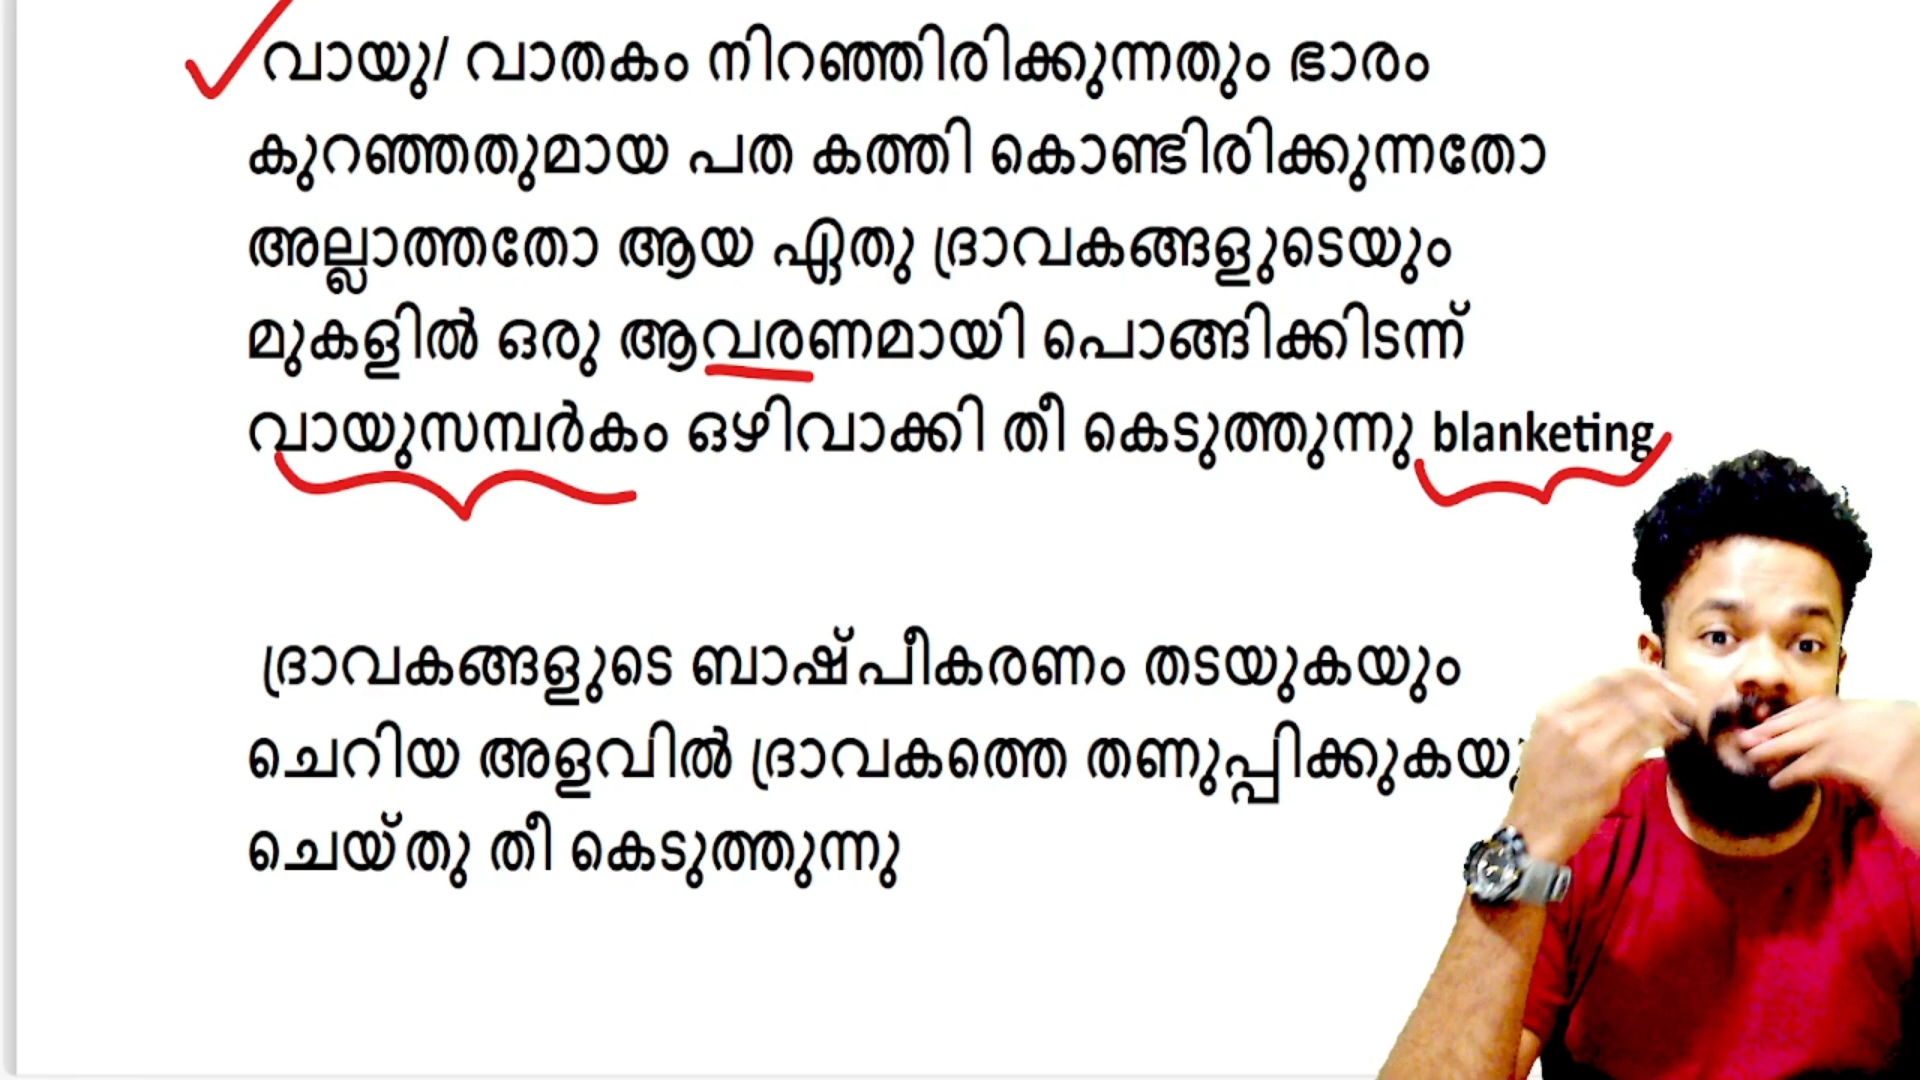 വായു/ വാതകം നിറഞ്ഞിരിക്കുന്നതും ഭാരം
കുറഞ്ഞതുമായ പത കത്തി കൊണ്ടിരിക്കുന്നതോ
അല്ലാത്തതോ ആയ ഏതു ദ്രാവകങ്ങളുടെയും
മുകളിൽ ഒരു ആവരണമായി പൊങ്ങിക്കിടന്ന്
വായുസമ്പർകം ഒഴിവാക്കി തീ കെടുത്തുന്നു blanketing
ദ്രാവകങ്ങളുടെ ബാഷ്പീകരണം തടയുകയും
ചെറിയ അളവിൽ ദ്രാവകത്തെ തണുപ്പിക്കുകയു
ചെയ്തു തീ കെടുത്തുന്നു